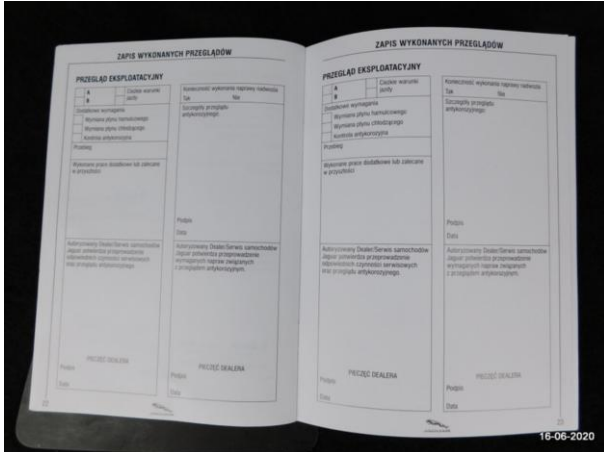 ZAPIS WYKONANYCH PRZEGLĄDÓW
PRZEGLĄD EKSPLOATACYJNY
A
B
Ciężkie warunki
jazdy
Dodatkowe wymagania
Wymiana płynu hamulcowego
Wymiana płynu chłodzącego
Kontrola antykorozyjna
Przebieg
Wykonane prace dodatkowe lub zalecane
w przyszłości
Autoryzowany Dealer/Serwis samochodów
Jaguar potwierdza przeprowadzenie
odpowiednich czynności serwisowych
oraz przeglądu antykorozyjnego.
PIECZĘĆ DEALERA
Podpis
Data
Konieczność wykonania naprawy nadwozia
Tak Nie
Szczegóły przeglądu
antykorozyjnego
Podpis
Data
Autoryzowany Dealer/Serwis samochodów
Jaguar potwierdza przeprowadzenie
wymaganych napraw związanych
z przeglądem antykorozyjnym.
PIECZĘĆ DEALERA
Podpis
Data
ZAPIS WYKONANYCH PRZEGLĄDÓW
PRZEGLĄD EKSPLOATACYJNY
A
B
Ciężkie warunki
jazdy
Dodatkowe wymagania
Wymiana płynu hamulcowego
Wymiana płynu chłodzącego
Kontrola antykorozyjna
Przebieg
Wykonane prace dodatkowe lub zalecane
w przyszłości
Autoryzowany Dealer/Serwis samochodów
Jaguar potwierdza przeprowadzenie
odpowiednich czynności serwisowych
oraz przeglądu antykorozyjnego.
PIECZĘĆ DEALERA
Podpis
Data
Konieczność wykonania naprawy nadwozia
Tak Nie
Szczegóły przeglądu
antykorozyjnego
Podpis
Data
Autoryzowany Dealer/Serwis samochodów
Jaguar potwierdza przeprowadzenie
wymaganych napraw związanych
z przeglądem antykorozyjnym.
PIECZĘĆ DEALERA
Podpis
Data
16-06-2020